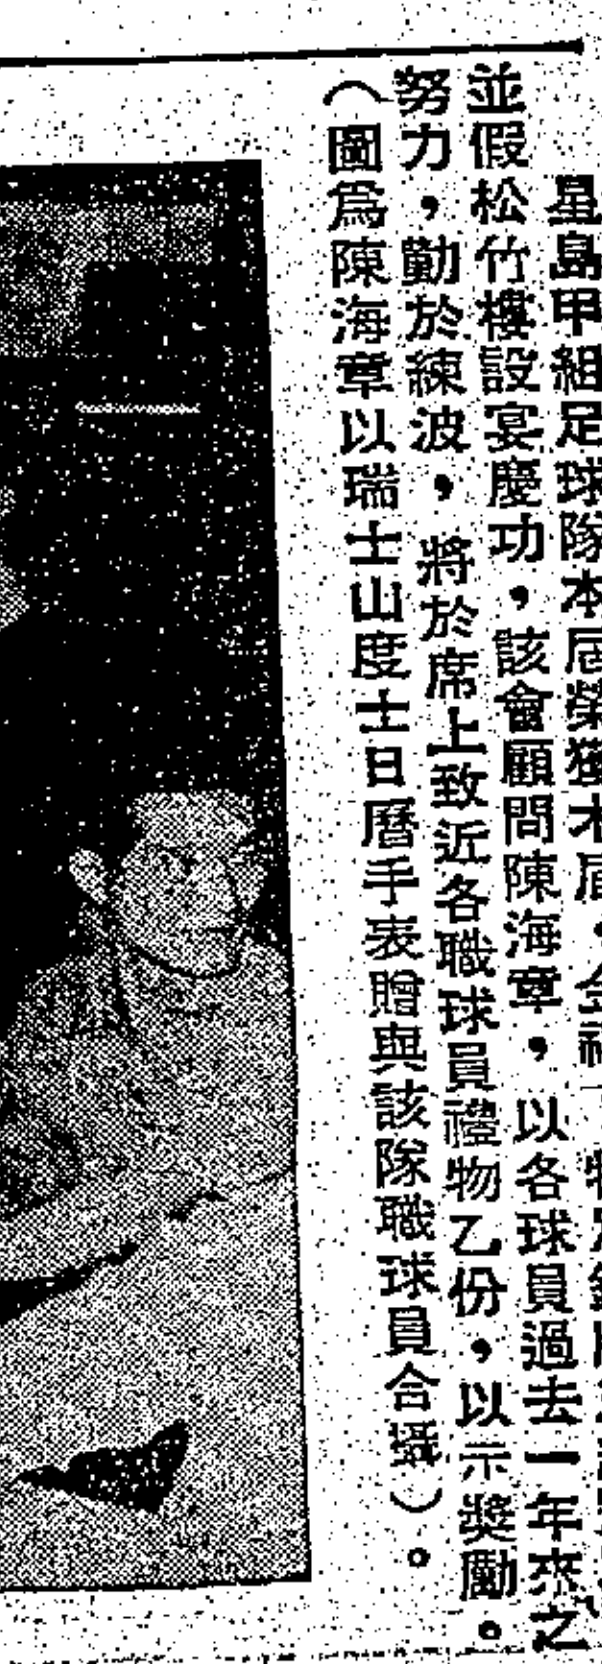 星島甲組足球隊本屆榮獲
並假松竹樓設宴慶功，該會顧問陳海章，以各球員過去一年來之
努力，勤於練波，將於席上致近各職球員禮物乙份，以示獎勵。
（圖爲陳海章以瑞士山度士日曆手表贈與該隊職球員合攝）。